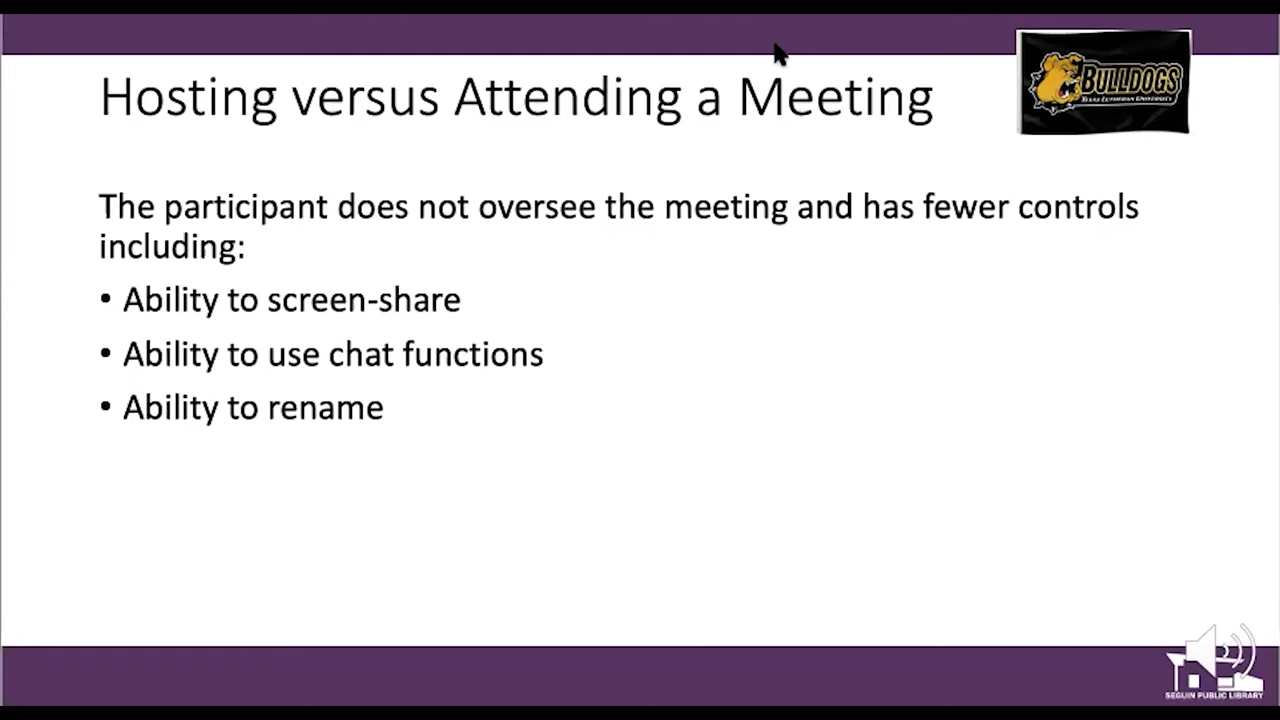 Hosting versus Attending a Meeting
BULLDOGS
TEXAS LUTHERAN UNIVERSITY
The participant does not oversee the meeting and has fewer controls
including:
• Ability to screen-share
• Ability to use chat functions
• Ability to rename
SEGUIN PUBLIC LIBRARY